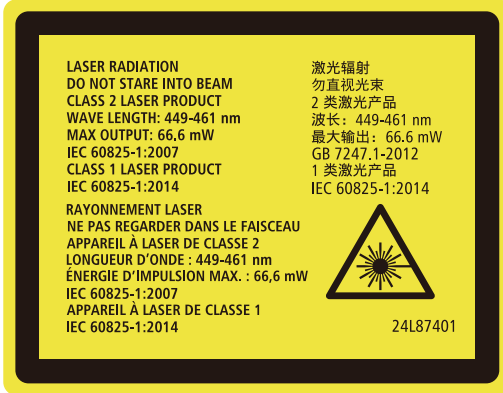 LASER RADIATION
DO NOT STARE INTO BEAM
CLASS 2 LASER PRODUCT
WAVE LENGTH: 449-461 nm
MAX OUTPUT: 66,6 mW
IEC 60825-1:2007
CLASS 1 LASER PRODUCT
IEC 60825-1:2014
RAYONNEMENT LASER
NE PAS REGARDER DANS LE FAISCEAU
APPAREIL À LASER DE CLASSE 2
LONGUEUR D’ONDE : 449-461 nm
ÉNERGIE D’IMPULSION MAX. : 66,6 mW
IEC 60825-1:2007
APPAREIL À LASER DE CLASSE 1
IEC 60825-1:2014
激光辐射
勿直视光束
2 类激光产品
波长：449-461 nm
最大输出：66.6 mW
GB 7247.1-2012
1 类激光产品
IEC 60825-1:2014
24L87401